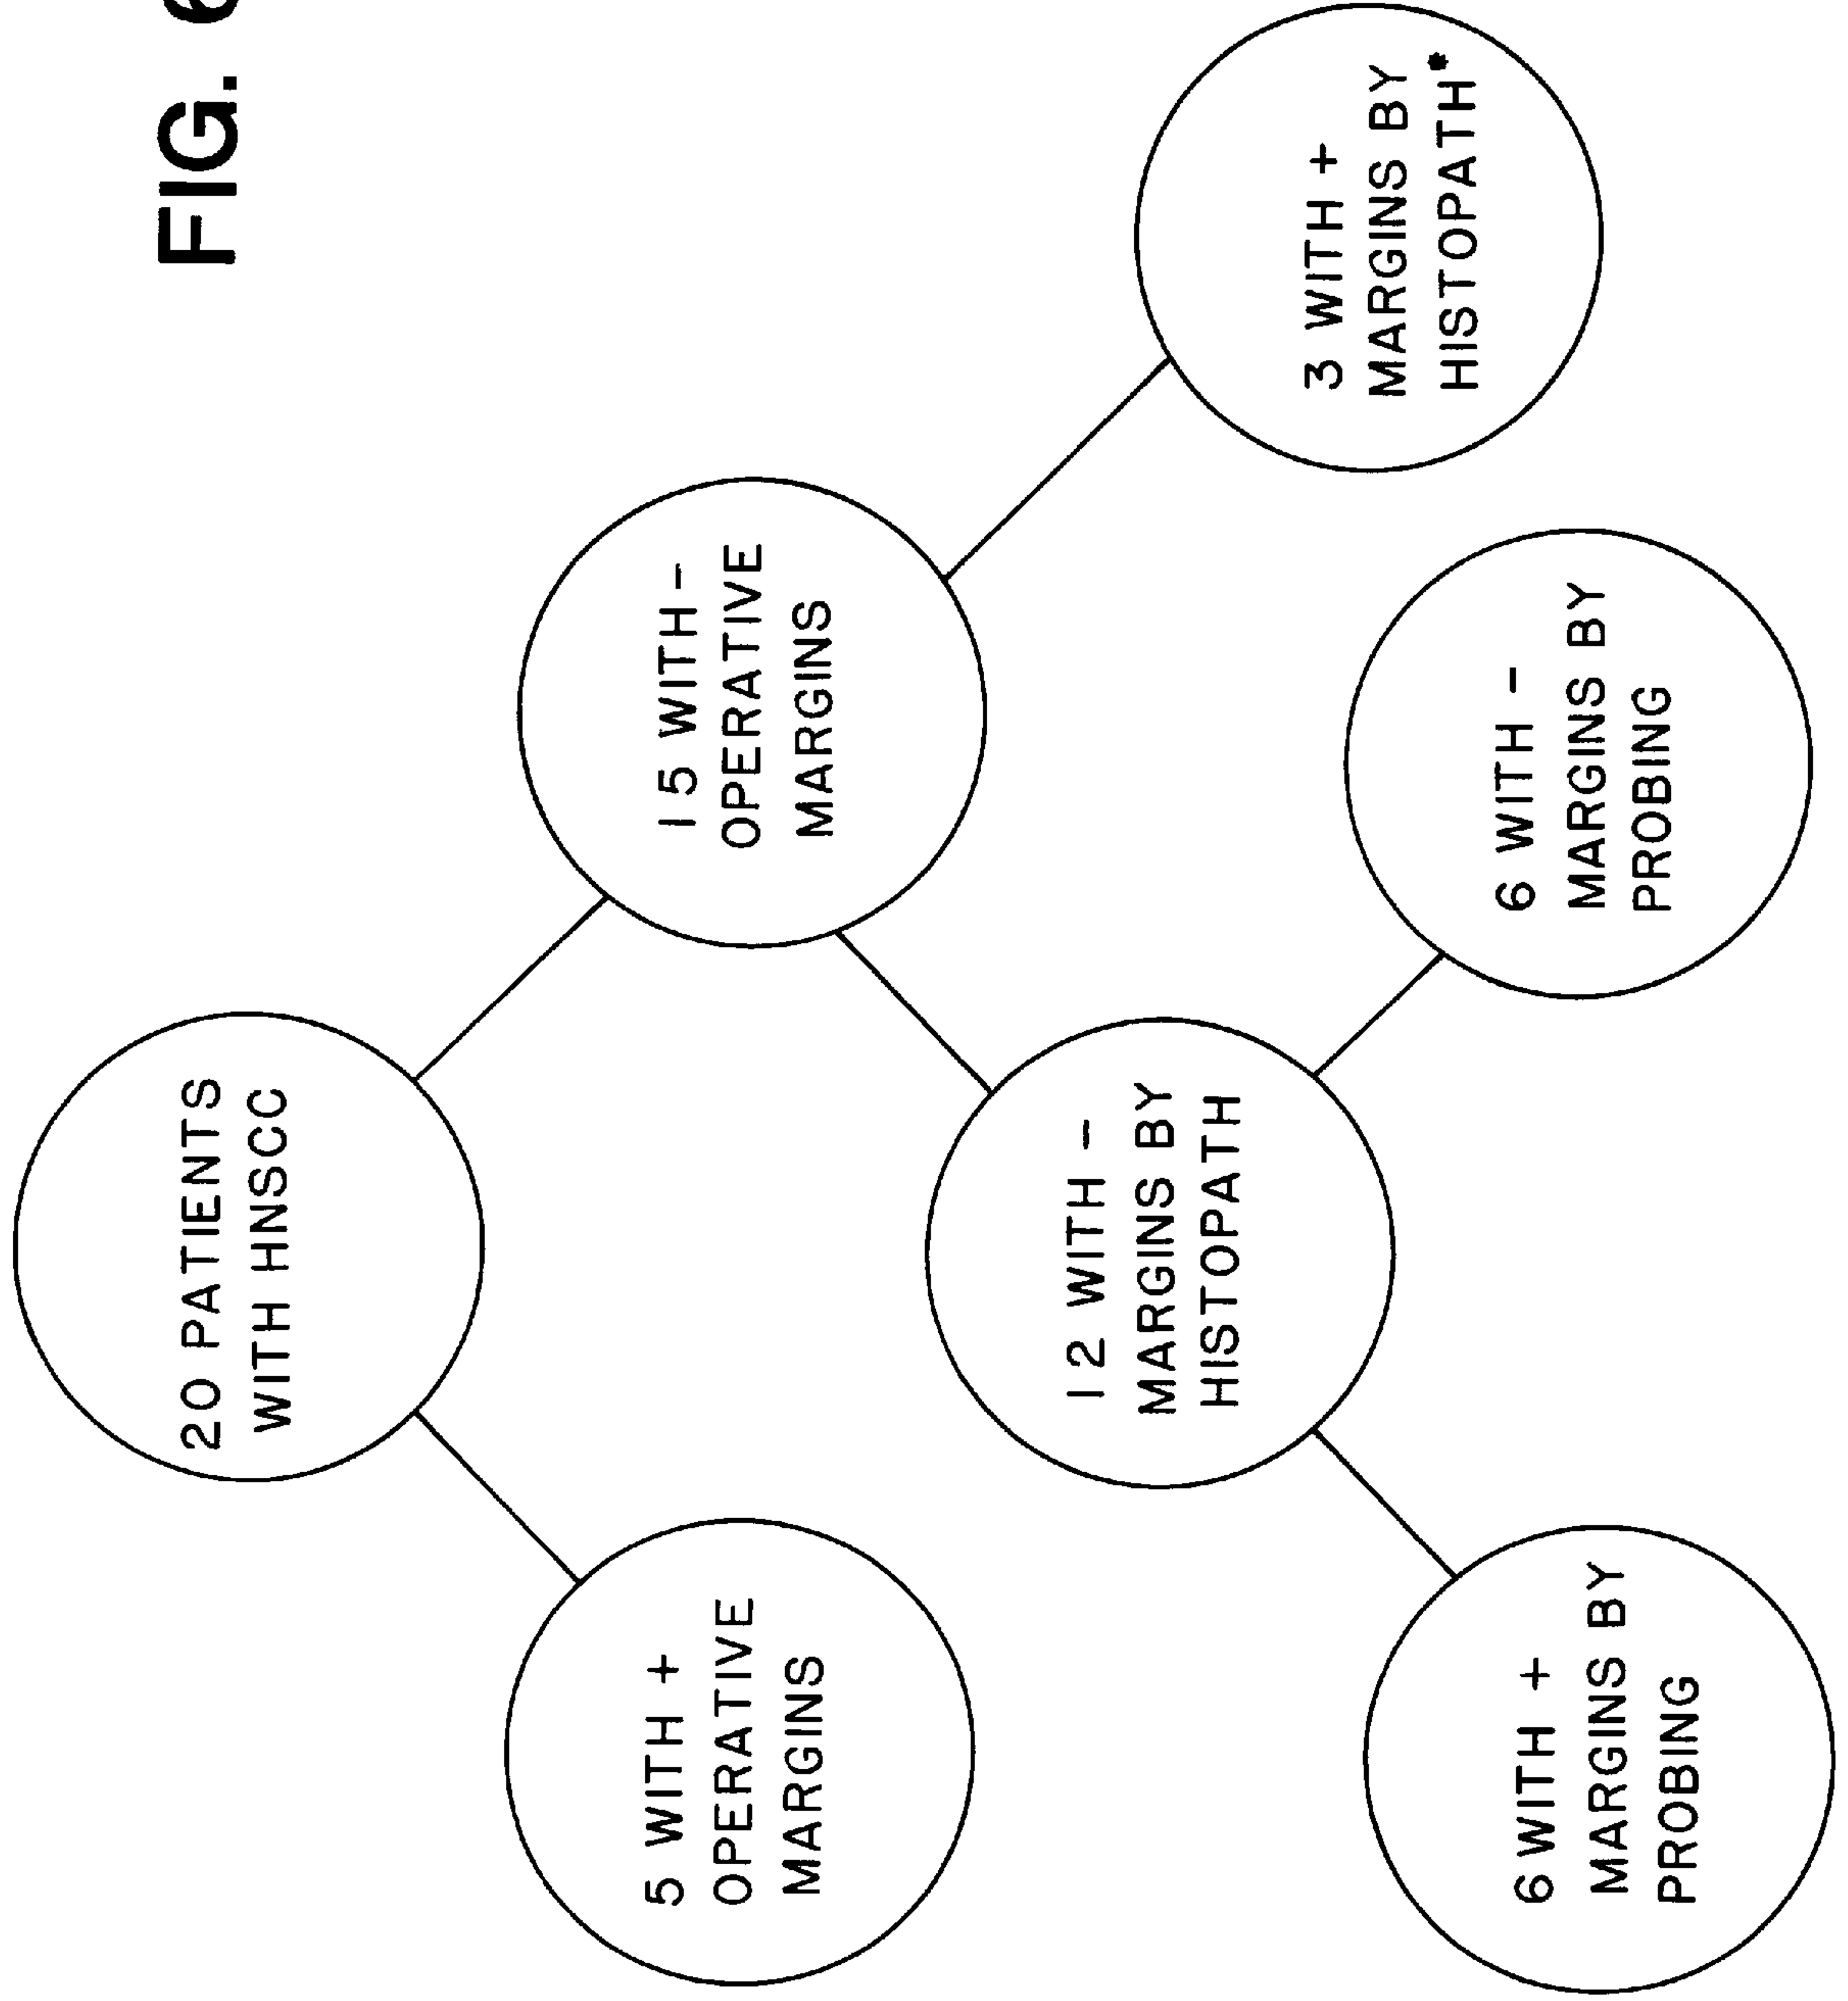 FIG. 6
20 PATIENTS
WITH HNSCC
5 WITH +
OPERATIVE
MARGINS
15 WITH -
OPERATIVE
MARGINS
12 WITH -
MARGINS BY
HISTOPATH
3 WITH +
MARGINS BY
HISTOPATH*
6 WITH +
MARGINS BY
PROBING
6 WITH -
MARGINS BY
PROBING